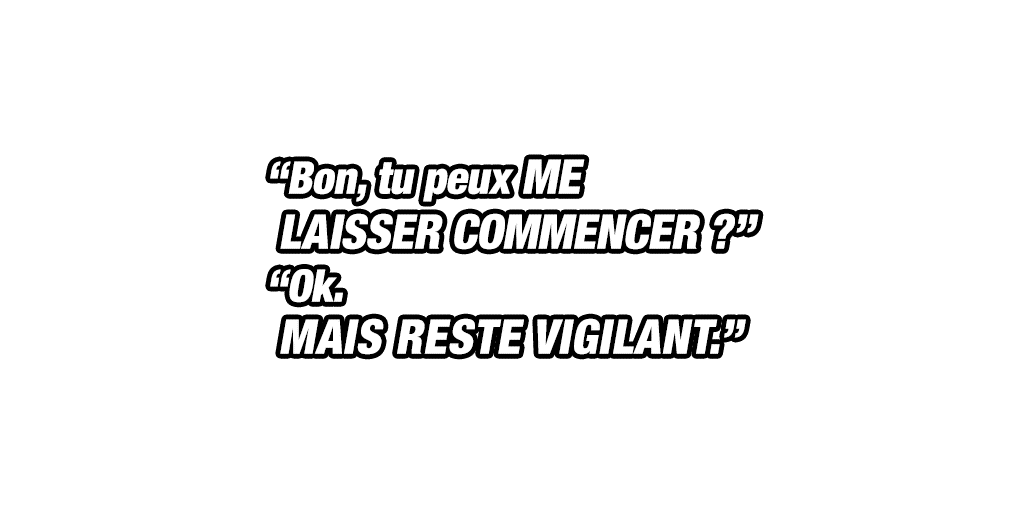 “Bon, tu peux ME
LAISSER COMMENCER ?”
“Ok.
MAIS RESTE VIGILANT.”